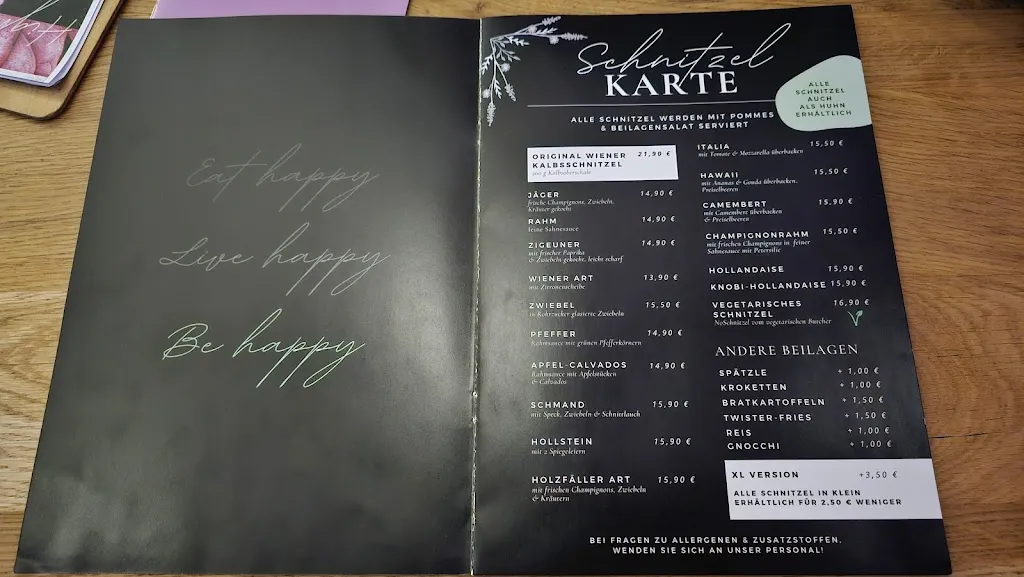 Eat happy
Live happy
Be happy
Schnitzel
KARTE
ALLE
SCHNITZEL
AUCH
ALS HUHN
ERHÄLTLICH
ALLE SCHNITZEL WERDEN MIT POMMES
& BEILAGENSALAT SERVIERT
ORIGINAL WIENER 21,90 €
KALBSSCHNITZEL
200 g Kalbsoberschale
JÄGER 14,90 €
frische Champignons, Zwiebeln,
Kräuter gekocht
RAHM 14,90 €
feine Sahnesauce
ZIGEUNER 14,90 €
mit frischer Paprika
& Zwiebeln gekocht, leicht scharf
WIENER ART 13,90 €
mit Zitronenscheibe
ZWIEBEL 15,50 €
in Rohrzucker glasierte Zwiebeln
PFEFFER 14,90 €
Rahmsauce mit grünen Pfefferkörnern
APFEL-CALVADOS 14,90 €
Rahmsauce mit Apfelstücken
& Calvados
SCHMAND 15,90 €
mit Speck, Zwiebeln & Schnittlauch
HOLLSTEIN 15,90 €
mit 2 Spiegeleiern
HOLZFÄLLER ART 15,90 €
mit frischen Champignons, Zwiebeln
& Kräutern
ITALIA 15,50 €
mit Tomate & Mozzarella überbacken
HAWAII 15,50 €
mit Ananas & Gouda überbacken,
Preiselbeeren
CAMEMBERT 15,90 €
mit Camembert überbacken
& Preiselbeeren
CHAMPIGNONRAHM 15,50 €
mit frischen Champignons in feiner
Sahnesauce mit Petersilie
HOLLANDAISE 15,90 €
KNOBI-HOLLANDAISE 15,90 €
VEGETARISCHES 16,90 €
SCHNITZEL
NoSchnitzel vom vegetarischen Butcher
ANDERE BEILAGEN
SPÄTZLE + 1,00 €
KROKETTEN + 1,00 €
BRATKARTOFFELN + 1,50 €
TWISTER-FRIES + 1,50 €
REIS + 1,00 €
GNOCCHI + 1,00 €
XL VERSION +3,50 €
ALLE SCHNITZEL IN KLEIN
ERHÄLTLICH FÜR 2,50 € WENIGER
BEI FRAGEN ZU ALLERGENEN & ZUSATZSTOFFEN,
WENDEN SIE SICH AN UNSER PERSONAL!